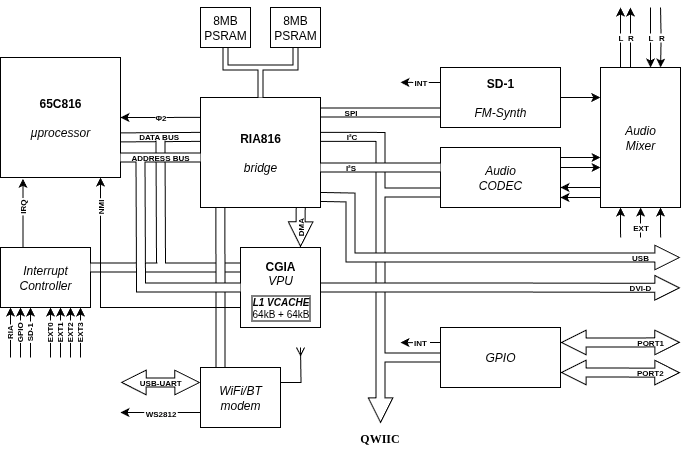 8MB
PSRAM
8MB
PSRAM
L R L R
65C816
μprocessor
Φ2
DATA BUS
ADDRESS BUS
RIA816
bridge
SPI
I²C
I²S
INT
SD-1
FM-Synth
Audio
CODEC
Audio
Mixer
EXT
IRQ
NMI
DMA
USB
DVI-D
Interrupt
Controller
CGIA
VPU
L1 VCACHE
64kB + 64kB
RIA
GPIO
SD-1
EXT0
EXT1
EXT2
EXT3
INT
GPIO
PORT1
PORT2
USB-UART
WS2812
WiFi/BT
modem
QWIIC